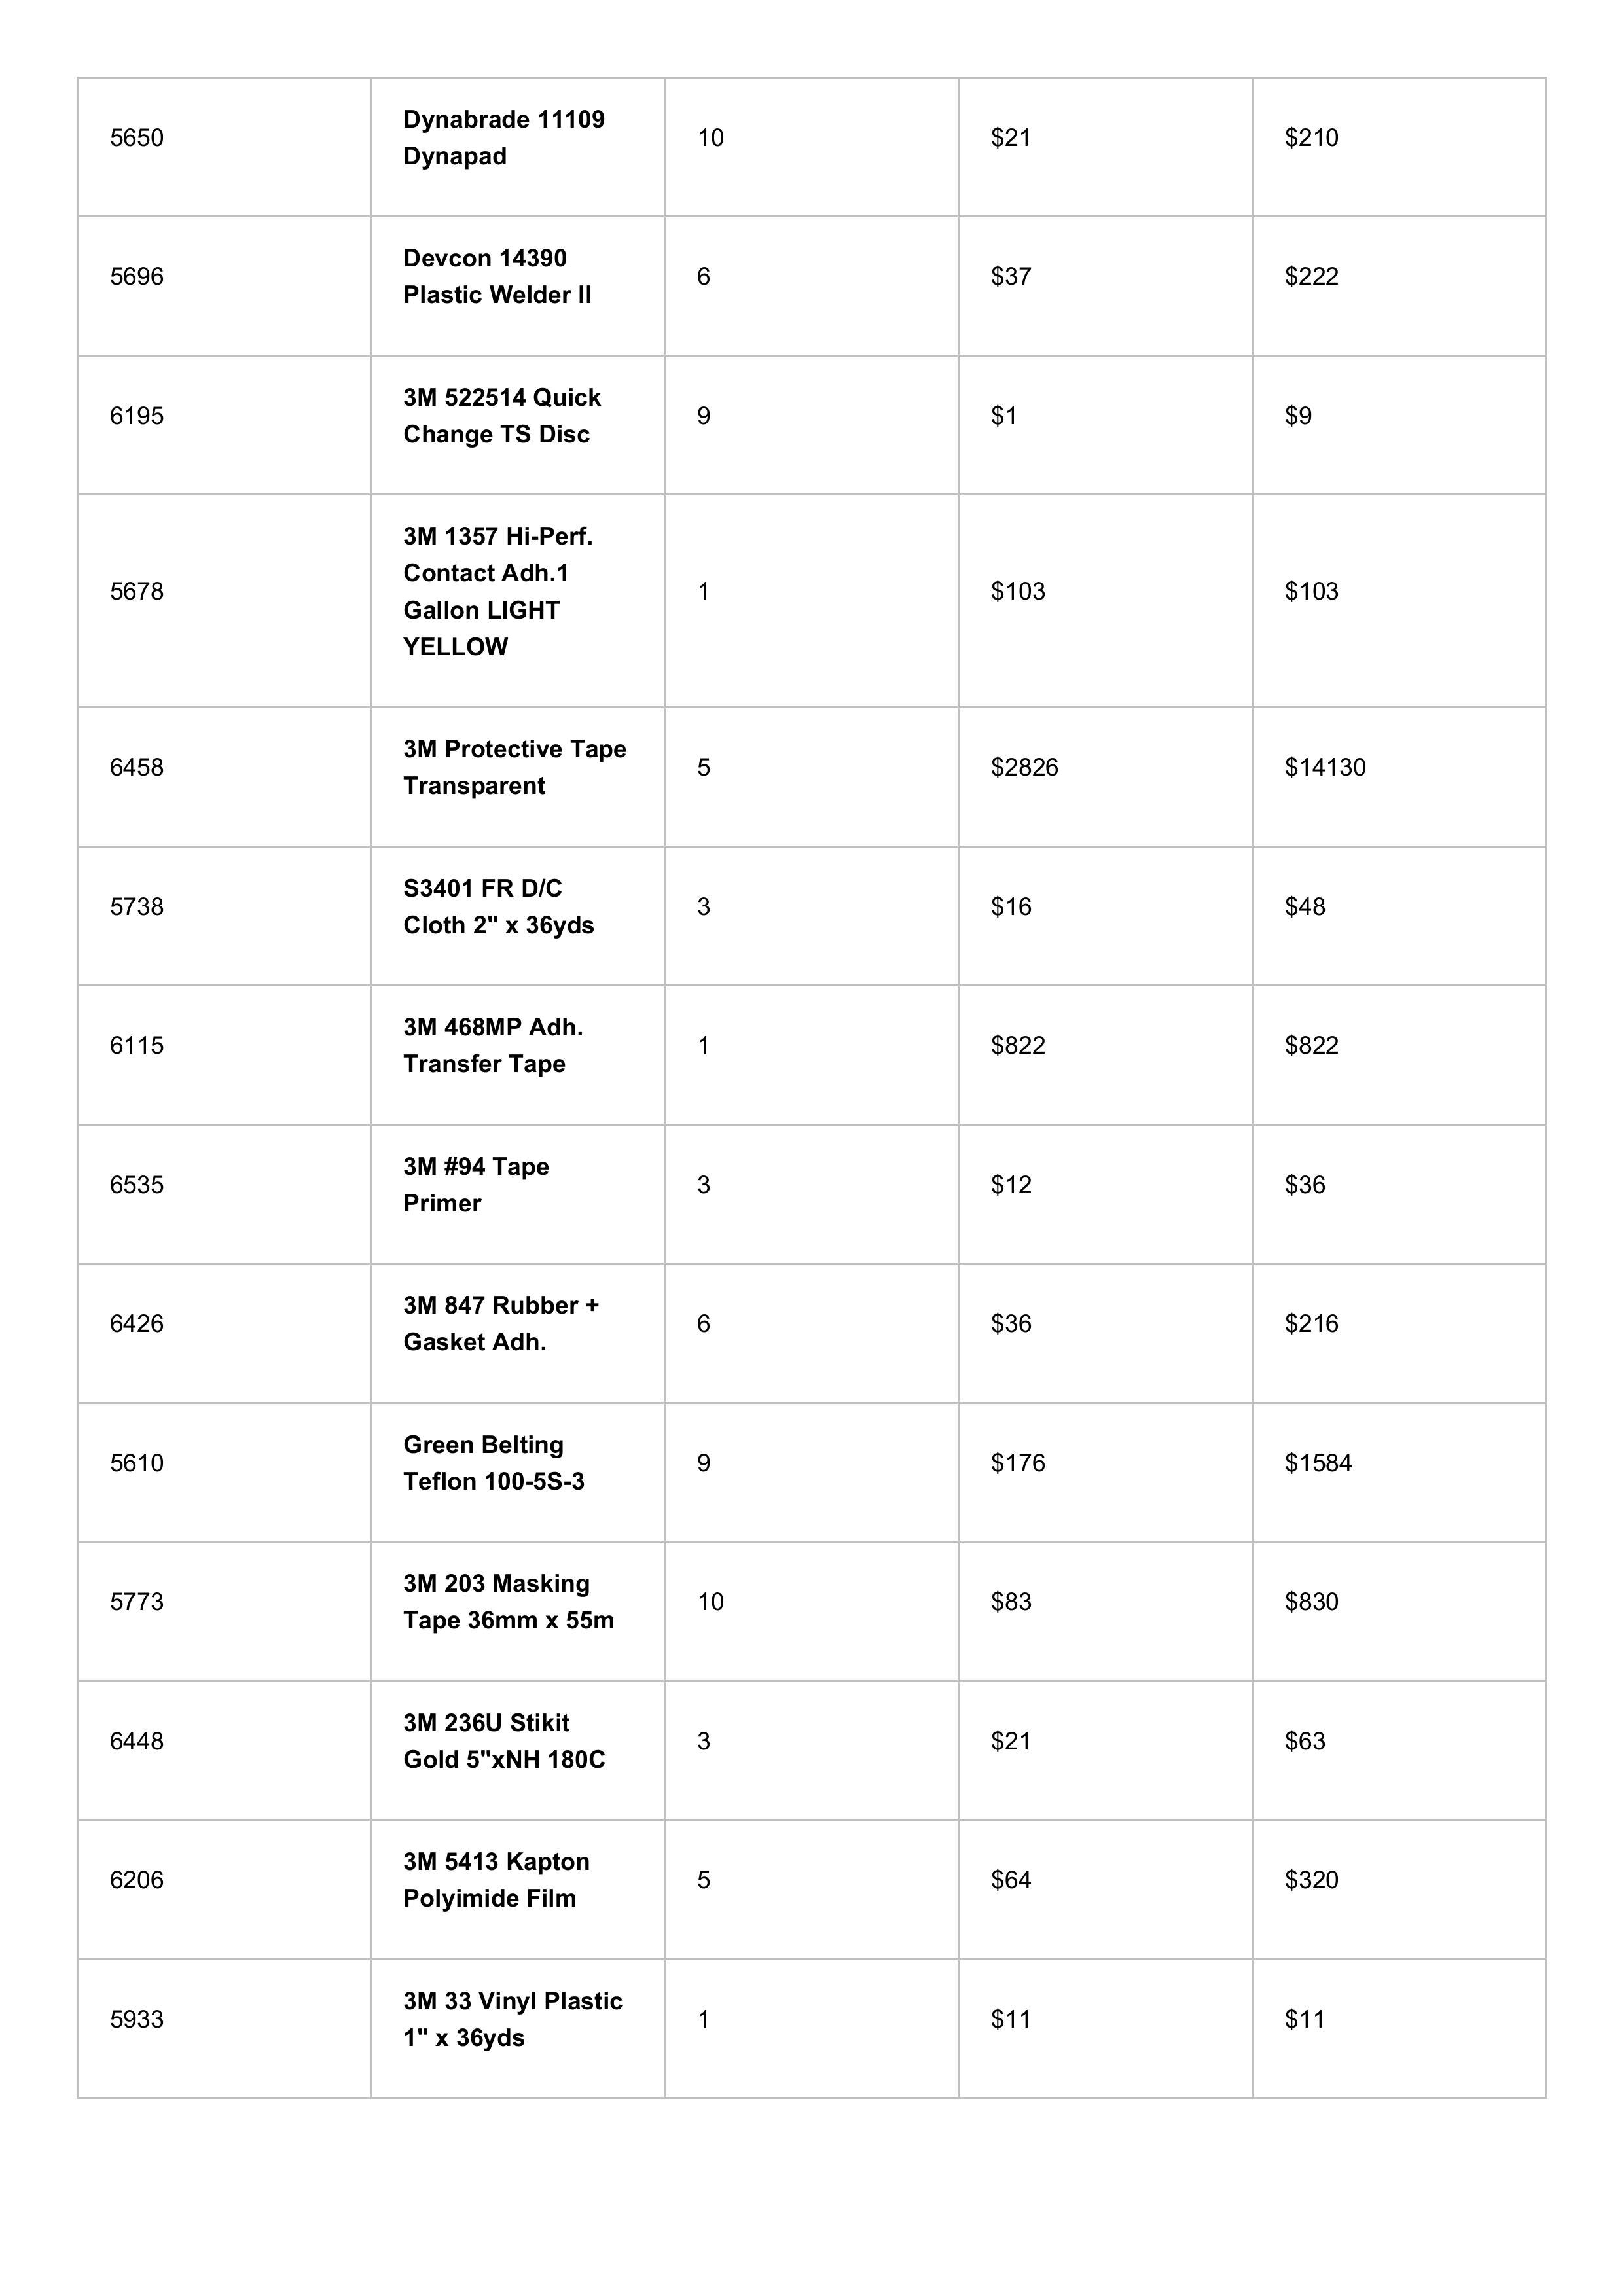 5650
Dynabrade 11109
Dynapad
10
$21
$210
5696
Devcon 14390
Plastic Welder II
6
$37
$222
6195
3M 522514 Quick
Change TS Disc
9
$1
$9
5678
3M 1357 Hi-Perf.
Contact Adh.1
Gallon LIGHT
YELLOW
1
$103
$103
6458
3M Protective Tape
Transparent
5
$2826
$14130
5738
S3401 FR D/C
Cloth 2" x 36yds
3
$16
$48
6115
3M 468MP Adh.
Transfer Tape
1
$822
$822
6535
3M #94 Tape
Primer
3
$12
$36
6426
3M 847 Rubber +
Gasket Adh.
6
$36
$216
5610
Green Belting
Teflon 100-5S-3
9
$176
$1584
5773
3M 203 Masking
Tape 36mm x 55m
10
$83
$830
6448
3M 236U Stikit
Gold 5"xNH 180C
3
$21
$63
6206
3M 5413 Kapton
Polyimide Film
5
$64
$320
5933
3M 33 Vinyl Plastic
1" x 36yds
1
$11
$11